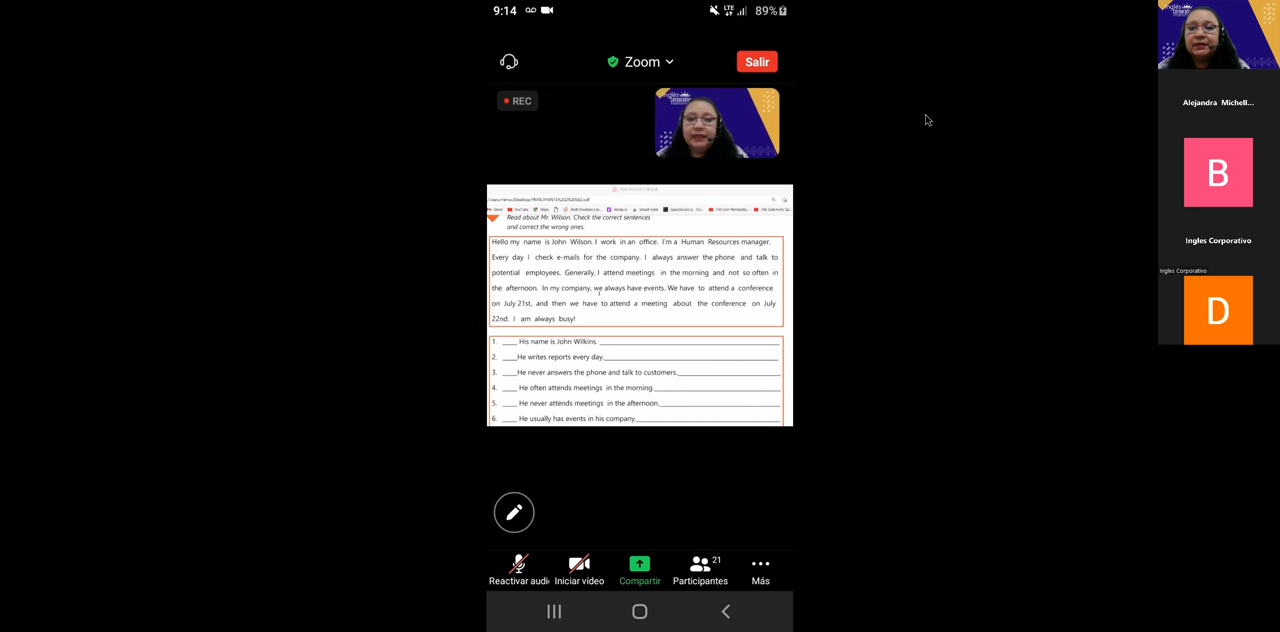 9:14
LTE
89%
Zoom
Salir
REC
Read about Mr. Wilson. Check the correct sentences
and correct the wrong ones.
Hello my name is John Wilson. I work in an office. I'm a Human Resources manager.
Every day I check e-mails for the company. I always answer the phone and talk to
potential employees. Generally, I attend meetings in the morning and not so often in
the afternoon. In my company, we always have events. We have to attend a conference
on July 21st, and then we have to attend a meeting about the conference on July
22nd. I am always busy!
1. ____ His name is John Wilkins. ____
2. ____He writes reports every day.____
3. ____He never answers the phone and talk to customers.____
4. ____ He often attends meetings in the morning.____
5. ____ He never attends meetings in the afternoon.____
6. ____ He usually has events in his company.____
21
Reactivar audi
Iniciar vídeo
Compartir
Participantes
Más
Alejandra Michell...
B
Ingles Corporativo
Ingles Corporativo
D